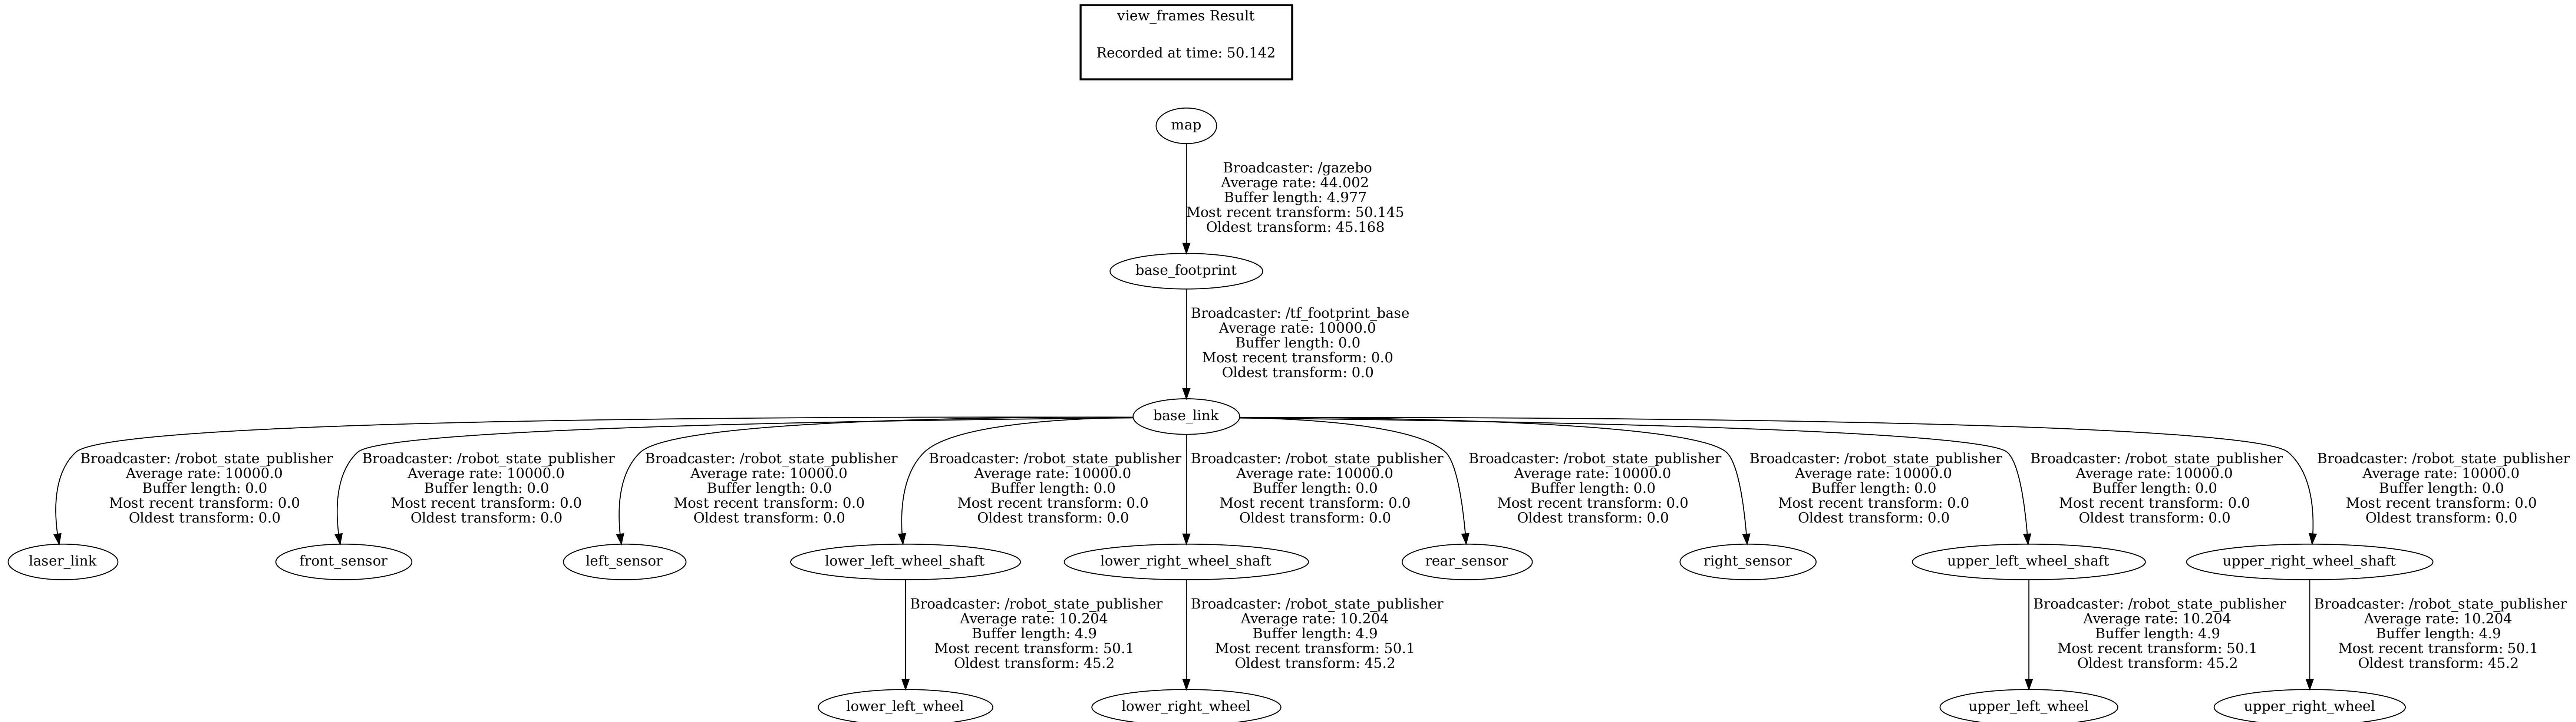 view_frames Result
Recorded at time: 50.142
map
Broadcaster: /gazebo
Average rate: 44.002
Buffer length: 4.977
Most recent transform: 50.145
Oldest transform: 45.168
base_footprint
Broadcaster: /tf_footprint_base
Average rate: 10000.0
Buffer length: 0.0
Most recent transform: 0.0
Oldest transform: 0.0
base_link
Broadcaster: /robot_state_publisher
Average rate: 10000.0
Buffer length: 0.0
Most recent transform: 0.0
Oldest transform: 0.0
Broadcaster: /robot_state_publisher
Average rate: 10000.0
Buffer length: 0.0
Most recent transform: 0.0
Oldest transform: 0.0
Broadcaster: /robot_state_publisher
Average rate: 10000.0
Buffer length: 0.0
Most recent transform: 0.0
Oldest transform: 0.0
Broadcaster: /robot_state_publisher
Average rate: 10000.0
Buffer length: 0.0
Most recent transform: 0.0
Oldest transform: 0.0
Broadcaster: /robot_state_publisher
Average rate: 10000.0
Buffer length: 0.0
Most recent transform: 0.0
Oldest transform: 0.0
Broadcaster: /robot_state_publisher
Average rate: 10000.0
Buffer length: 0.0
Most recent transform: 0.0
Oldest transform: 0.0
Broadcaster: /robot_state_publisher
Average rate: 10000.0
Buffer length: 0.0
Most recent transform: 0.0
Oldest transform: 0.0
Broadcaster: /robot_state_publisher
Average rate: 10000.0
Buffer length: 0.0
Most recent transform: 0.0
Oldest transform: 0.0
Broadcaster: /robot_state_publisher
Average rate: 10000.0
Buffer length: 0.0
Most recent transform: 0.0
Oldest transform: 0.0
laser_link
front_sensor
left_sensor
lower_left_wheel_shaft
lower_right_wheel_shaft
rear_sensor
right_sensor
upper_left_wheel_shaft
upper_right_wheel_shaft
Broadcaster: /robot_state_publisher
Average rate: 10.204
Buffer length: 4.9
Most recent transform: 50.1
Oldest transform: 45.2
Broadcaster: /robot_state_publisher
Average rate: 10.204
Buffer length: 4.9
Most recent transform: 50.1
Oldest transform: 45.2
Broadcaster: /robot_state_publisher
Average rate: 10.204
Buffer length: 4.9
Most recent transform: 50.1
Oldest transform: 45.2
Broadcaster: /robot_state_publisher
Average rate: 10.204
Buffer length: 4.9
Most recent transform: 50.1
Oldest transform: 45.2
lower_left_wheel
lower_right_wheel
upper_left_wheel
upper_right_wheel